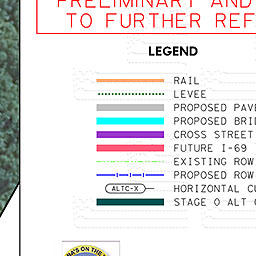 PRELIMINARY AND
TO FURTHER REF
LEGEND
RAIL
LEVEE
PROPOSED PAVE
PROPOSED BRI
CROSS STREET
FUTURE I-69
EXISTING ROW
PROPOSED ROW
ALTC-X HORIZONTAL CU
STAGE 0 ALT